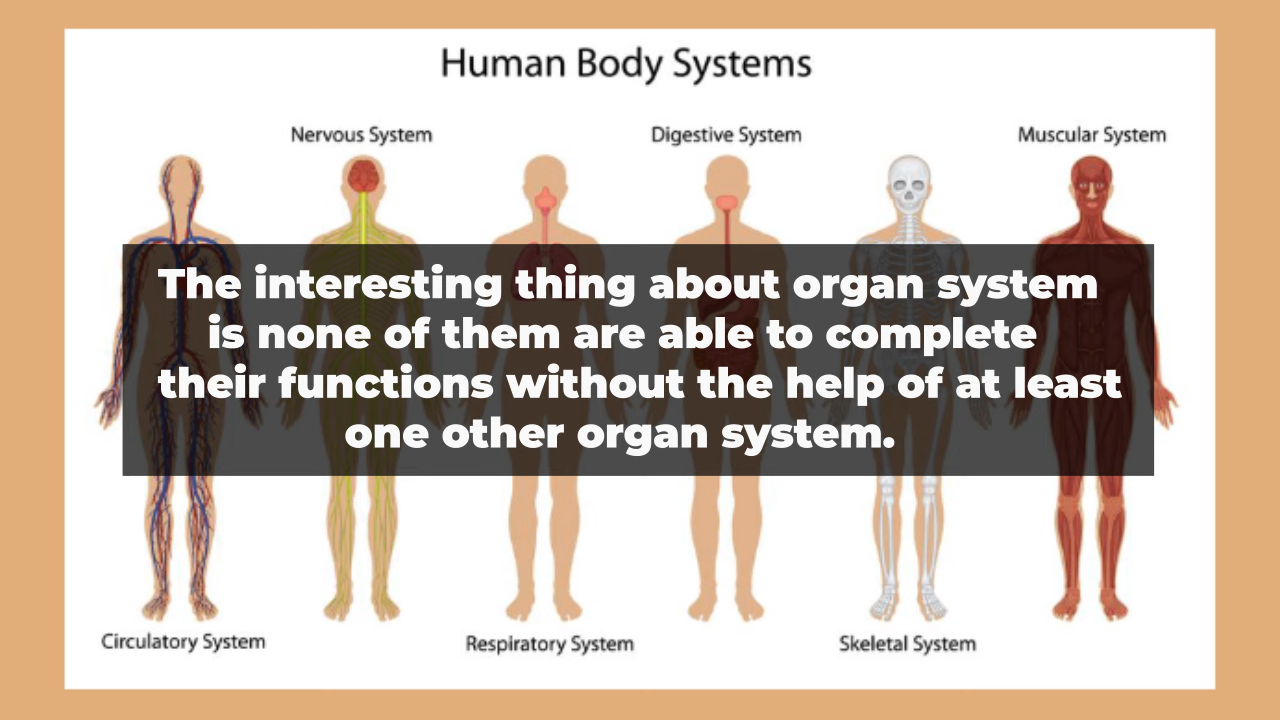 Human Body Systems
Nervous System
Digestive System
Muscular System
The interesting thing about organ system
is none of them are able to complete
their functions without the help of at least
one other organ system.
Circulatory System
Respiratory System
Skeletal System